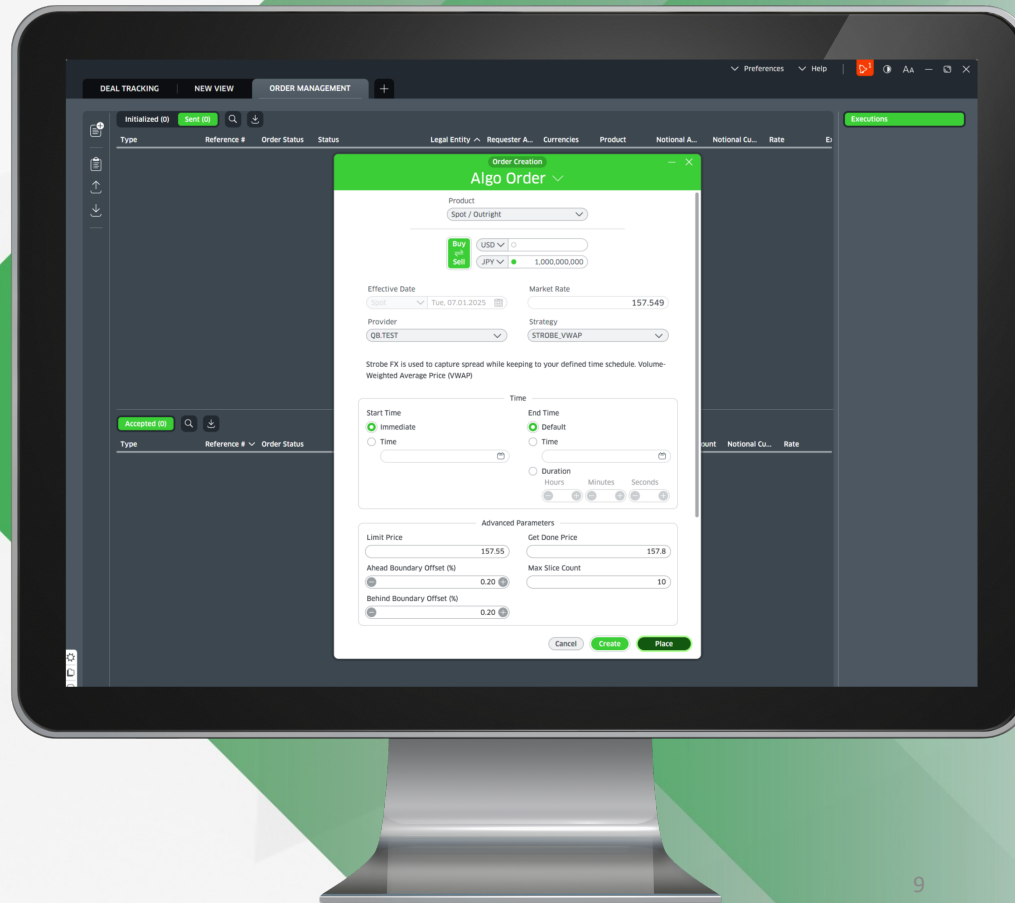 Preferences Help 1 AA
DEAL TRACKING NEW VIEW ORDER MANAGEMENT
Initialized (0) Sent (0) Executions
Type Reference # Order Status Status Legal Entity Requester A... Currencies Product Notional A... Notional Cu... Rate
Order Creation
Algo Order
Product
Spot / Outright
Buy USD
Sell JPY 1,000,000,000
Effective Date Market Rate
Spot Tue, 07.01.2025 157.549
Provider Strategy
QB.TEST STROBE_VWAP
Strobe FX is used to capture spread while keeping to your defined time schedule. Volume-
Weighted Average Price (VWAP)
Time
Start Time End Time
Immediate Default
Time Time
Duration
Hours Minutes Seconds
Accepted (0)
Type Reference # Order Status ount Notional Cu... Rate
Advanced Parameters
Limit Price Get Done Price
157.55 157.8
Ahead Boundary Offset (%) Max Slice Count
0.20 10
Behind Boundary Offset (%)
0.20
Cancel Create Place
9